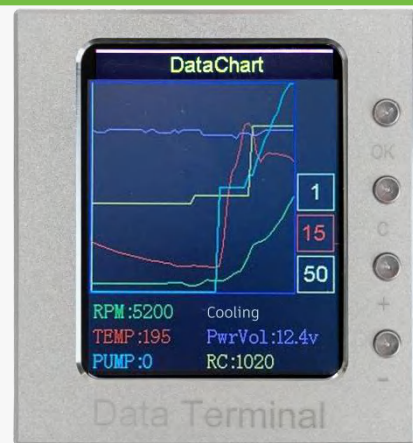 DataChart
1
15
50
OK
C
+
-
RPM:5200 Cooling
TEMP:195 PwrVol:12.4v
PUMP:0 RC:1020
Data Terminal